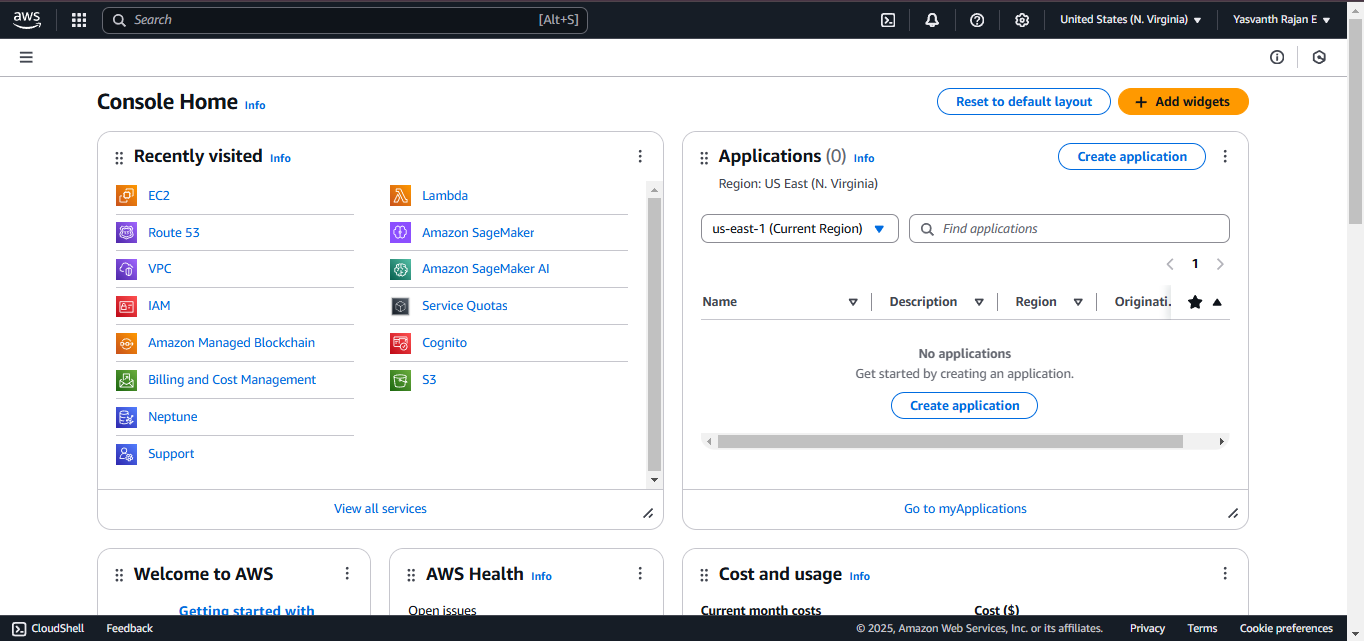 aws
Search [Alt+S]
United States (N. Virginia)
Yasvanth Rajan E
Console Home Info
Reset to default layout
Add widgets
Recently visited Info
EC2
Route 53
VPC
IAM
Amazon Managed Blockchain
Billing and Cost Management
Neptune
Support
Lambda
Amazon SageMaker
Amazon SageMaker AI
Service Quotas
Cognito
S3
View all services
Applications (0) Info
Create application
Region: US East (N. Virginia)
us-east-1 (Current Region)
Find applications
1
Name Description Region Originati.
No applications
Get started by creating an application.
Create application
Go to myApplications
Welcome to AWS
Getting started with
AWS Health Info
Open issues
Cost and usage Info
Current month costs Cost ($)
CloudShell Feedback © 2025, Amazon Web Services, Inc. or its affiliates. Privacy Terms Cookie preferences